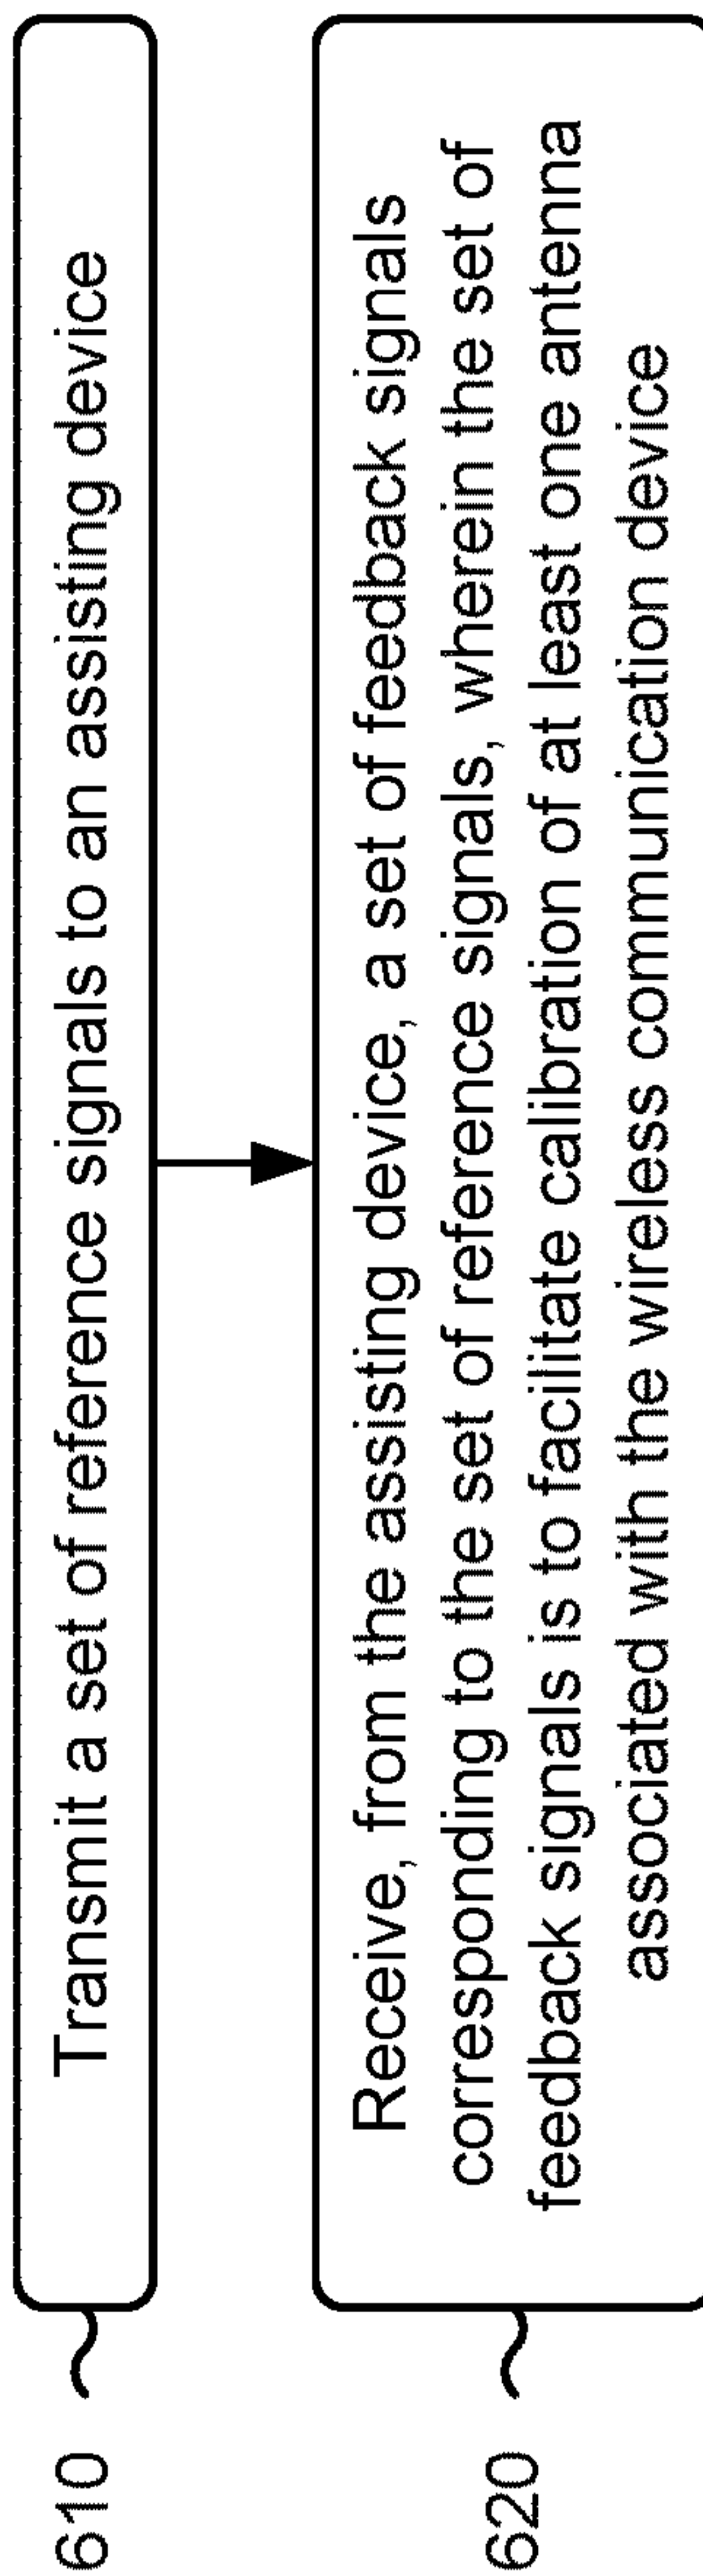 610
Transmit a set of reference signals to an assisting device
620
Receive, from the assisting device, a set of feedback signals
corresponding to the set of reference signals, wherein the set of
feedback signals is to facilitate calibration of at least one antenna
associated with the wireless communication device